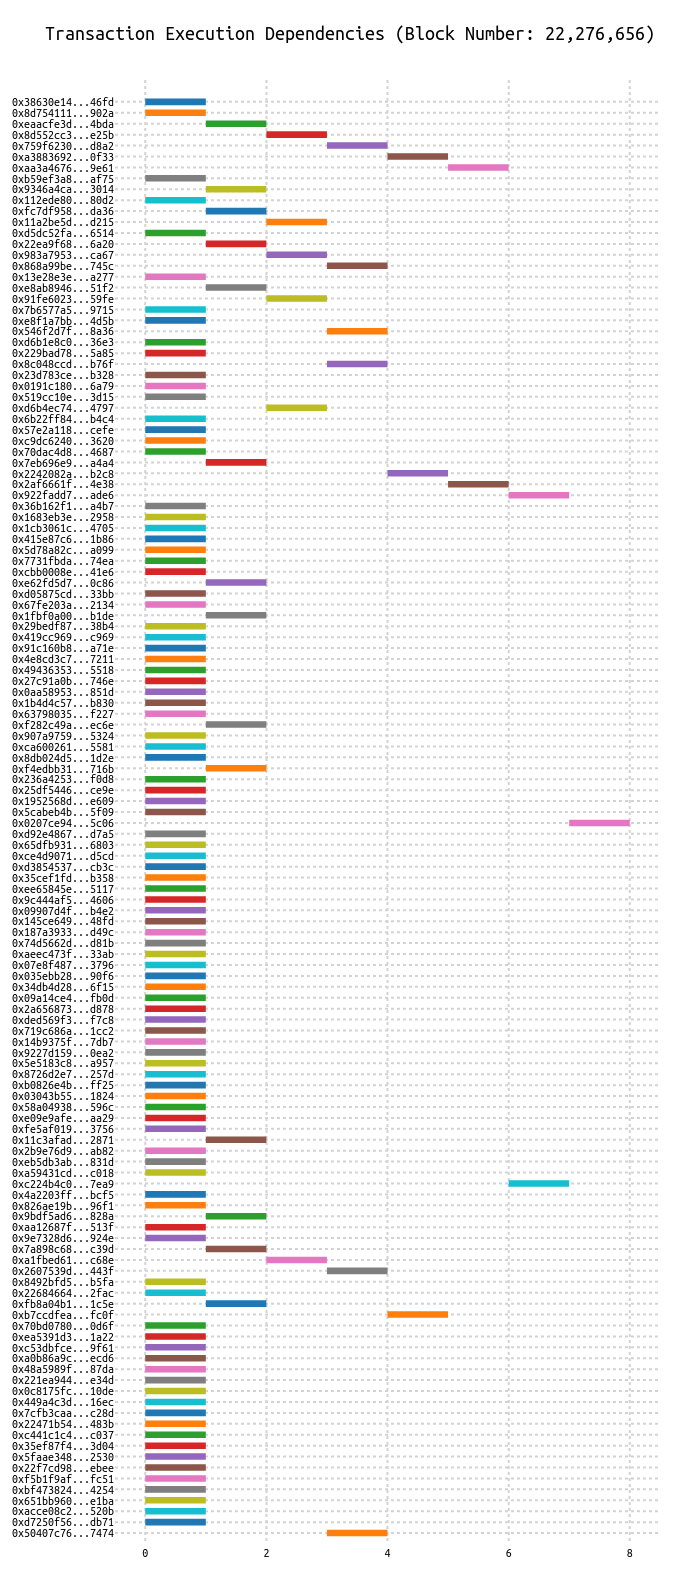 Transaction Execution Dependencies (Block Number: 22,276,656)
0x38630e14...46fd
0x8d754111...902a
0xeaacfe3d...4bda
0x8d552cc3...e25b
0x759f6230...d8a2
0xa3883692...0f33
0xaa3a4676...9e61
0xb59ef3a8...af75
0x9346a4ca...3014
0x112ede80...80d2
0xfc7df958...da36
0x11a2be5d...d215
0xd5dc52fa...6514
0x22ea9f68...6a20
0x983a7953...ca67
0x868a99be...745c
0x13e28e3e...a277
0xe8ab8946...51f2
0x91fe6023...59fe
0x7b6577a5...9715
0xe8f1a7bb...4d5b
0x546f2d7f...8a36
0xd6b1e8c0...36e3
0x229bad78...5a85
0x8c048ccd...b76f
0x23d783ce...b328
0x0191c180...6a79
0x519cc10e...3d15
0xd6b4ec74...4797
0x6b22ff84...b4c4
0x57e2a118...cefe
0xc9dc6240...3620
0x70dac4d8...4687
0x7eb696e9...a4a4
0x2242082a...b2c8
0x2af6661f...4e38
0x922fadd7...ade6
0x36b162f1...a4b7
0x1683eb3e...2958
0x1cb3061c...4705
0x415e87c6...1b86
0x5d78a82c...a099
0x7731fbda...74ea
0xcbb0008e...41e6
0xe62fd5d7...0c86
0xd05875cd...33bb
0x67fe203a...2134
0x1fbf0a00...b1de
0x29bedf87...38b4
0x419cc969...c969
0x91c160b8...a71e
0x4e8cd3c7...7211
0x49436353...5518
0x27c91a0b...746e
0x0aa58953...851d
0x1b4d4c57...b830
0x63798035...f227
0xf282c49a...ec6e
0x907a9759...5324
0xca600261...5581
0x8db024d5...1d2e
0xf4edbb31...716b
0x236a4253...f0d8
0x25df5446...ce9e
0x1952568d...e609
0x5cabeb4b...5f09
0x0207ce94...5c06
0xd92e4867...d7a5
0x65dfb931...6803
0xce4d9071...d5cd
0xd3854537...cb3c
0x35cef1fd...b358
0xee65845e...5117
0x9c444af5...4606
0x09907d4f...b4e2
0x145ce649...48fd
0x187a3933...d49c
0x74d5662d...d81b
0xaeec473f...33ab
0x07e8f487...3796
0x035ebb28...90f6
0x34db4d28...6f15
0x09a14ce4...fb0d
0x2a656873...d878
0xded569f3...f7c8
0x719c686a...1cc2
0x14b9375f...7db7
0x9227d159...0ea2
0x5e5183c8...a957
0x8726d2e7...257d
0xb0826e4b...ff25
0x03043b55...1824
0x58a04938...596c
0xe09e9afe...aa29
0xfe5af019...3756
0x11c3afad...2871
0x2b9e76d9...ab82
0xeb5db3ab...831d
0xa59431cd...c018
0xc224b4c0...7ea9
0x4a2203ff...bcf5
0x826ae19b...96f1
0x9bdf5ad6...828a
0xaa12687f...513f
0x9e7328d6...924e
0x7a898c68...c39d
0xa1fbed61...c68e
0x2607539d...443f
0x8492bfd5...b5fa
0x22684664...2fac
0xfb8a04b1...1c5e
0xb7ccdfea...fc0f
0x70bd0780...0d6f
0xea5391d3...1a22
0xc53dbfce...9f61
0xa0b86a9c...ecd6
0x48a5989f...87da
0x221ea944...e34d
0x0c8175fc...10de
0x449a4c3d...16ec
0x7cfb3caa...c28d
0x22471b54...483b
0xc441c1c4...c037
0x35ef87f4...3d04
0x5faae348...2530
0x22f7cd98...ebee
0xf5b1f9af...fc51
0xbf473824...4254
0x651bb960...e1ba
0xacce08c2...520b
0xd7250f56...db71
0x50407c76...7474
0 2 4 6 8